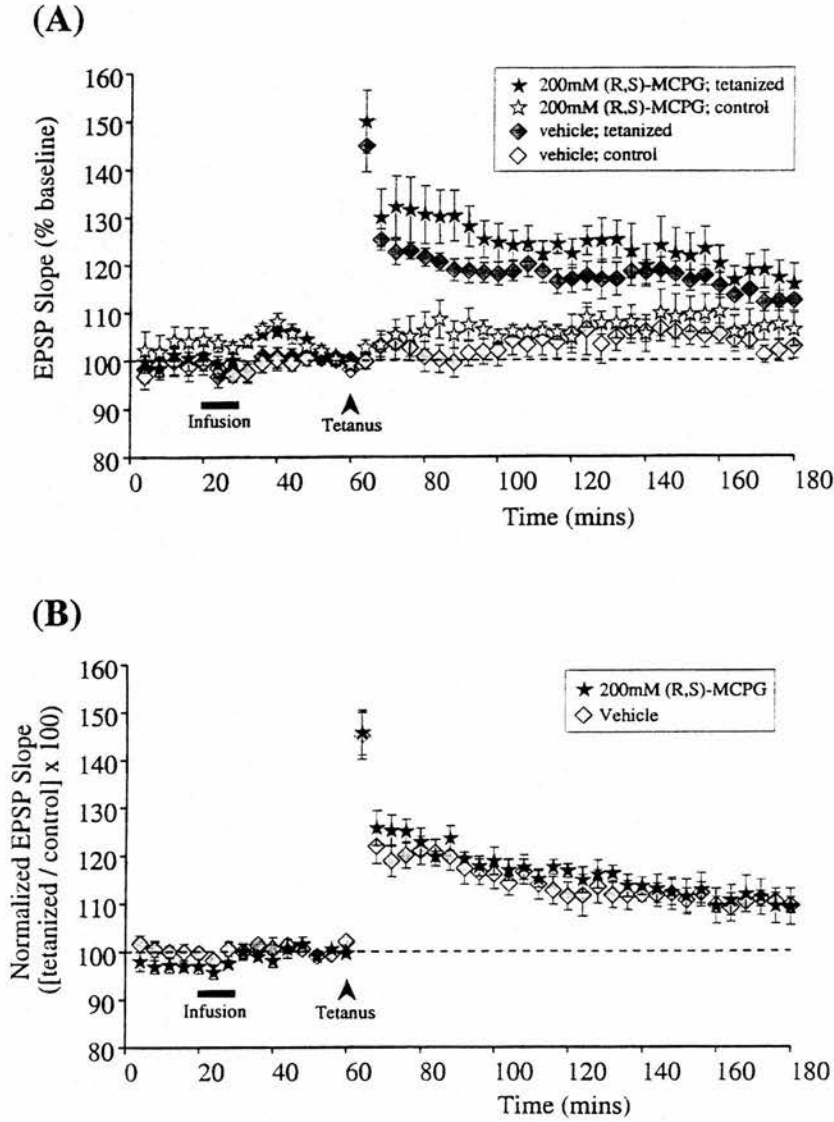 (A)
160
150
140
130
120
110
100
90
80
EPSP Slope (% baseline)
200mM (R,S)-MCPG; tetanized
200mM (R,S)-MCPG; control
vehicle; tetanized
vehicle; control
Infusion
Tetanus
0 20 40 60 80 100 120 140 160 180
Time (mins)
(B)
160
150
140
130
120
110
100
90
80
Normalized EPSP Slope
([tetanized / control] x 100)
200mM (R,S)-MCPG
Vehicle
Infusion
Tetanus
0 20 40 60 80 100 120 140 160 180
Time (mins)